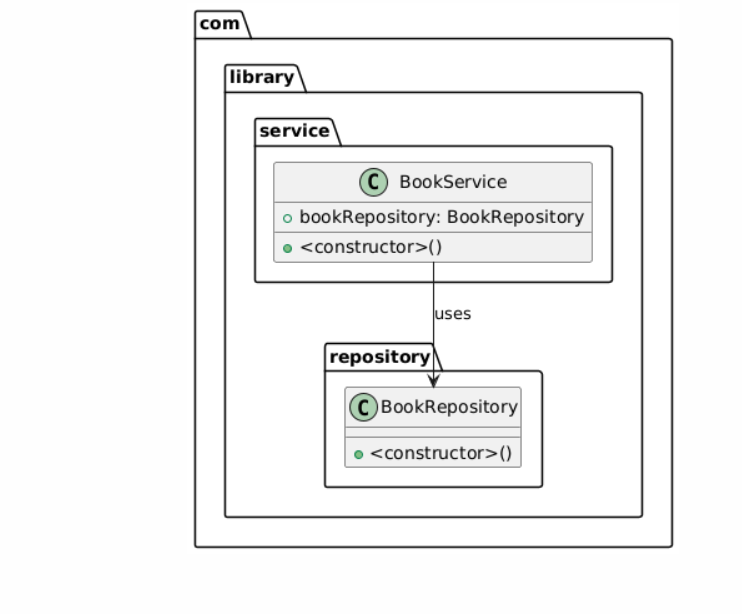 com
library
service
C BookService
bookRepository: BookRepository
<constructor>()
uses
repository
C BookRepository
<constructor>()